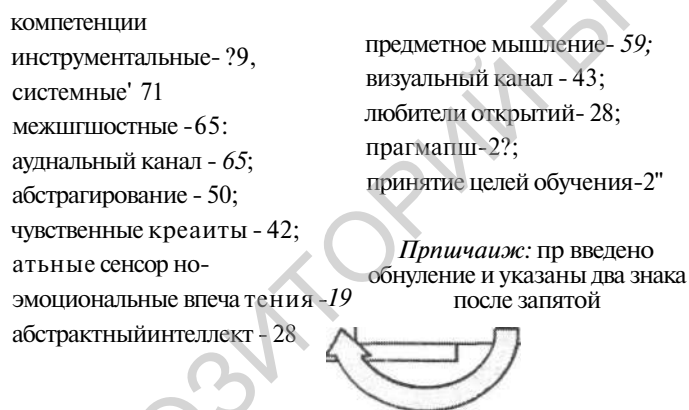 компетенции
инструментальные- ?9,
системные' 71
межшгшостные -65:
ауднальный канал - 65;
абстрагирование - 50;
чувственные креаиты - 42;
атьные сенсор но-
эмоциональные впеча тения -19
абстрактныйинтеллект - 28
предметное мышление- 59;
визуальный канал - 43;
любители открытий- 28;
прагмапш-2?;
принятие целей обучения-2"
Прпшчаиж: пр введено
обнуление и указаны два знака
после запятой